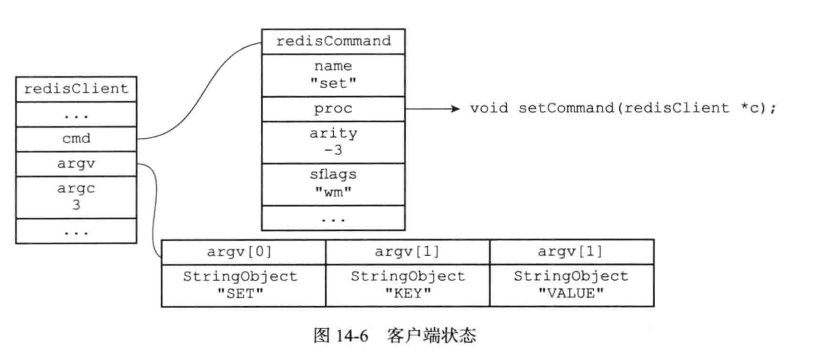 redisClient
...
cmd
argv
argc
3
...
redisCommand
name
"set"
proc
arity
-3
sflags
"wm"
...
void setCommand(redisClient *c);
argv[0]
argv[1]
argv[1]
StringObject
"SET"
StringObject
"KEY"
StringObject
"VALUE"
图 14-6 客户端状态